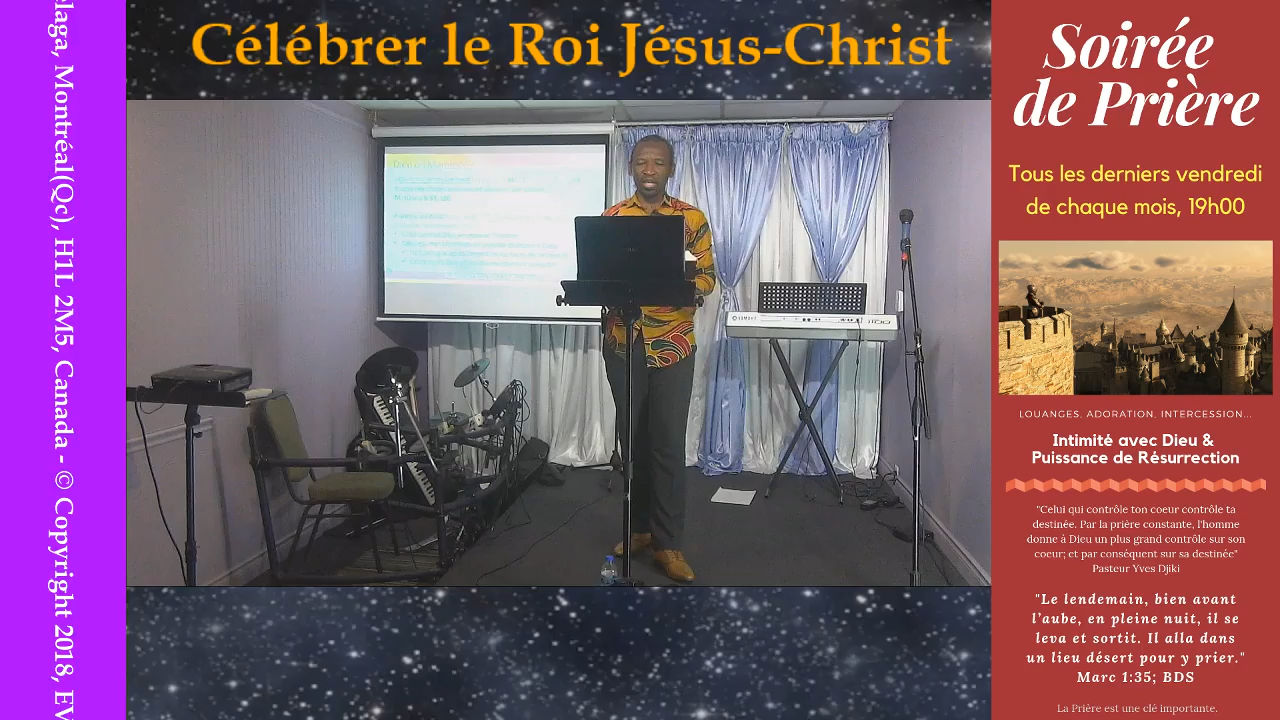 Célébrer le Roi Jésus-Christ
elaga, Montréal(Qc), H1L 2M5, Canada - © Copyright 2018, EV
Soirée
de Prière
Tous les derniers vendredi
de chaque mois, 19h00
LOUANGES, ADORATION, INTERCESSION...
Intimité avec Dieu &
Puissance de Résurrection
"Celui qui contrôle ton coeur contrôle ta
destinée. Par la prière constante, l'homme
donne à Dieu un plus grand contrôle sur son
coeur; et par conséquent sur sa destinée"
Pasteur Yves Djiki
"Le lendemain, bien avant
l'aube, en pleine nuit, il se
leva et sortit. Il alla dans
un lieu désert pour y prier."
Marc 1:35; BDS
La Prière est une clé importante.